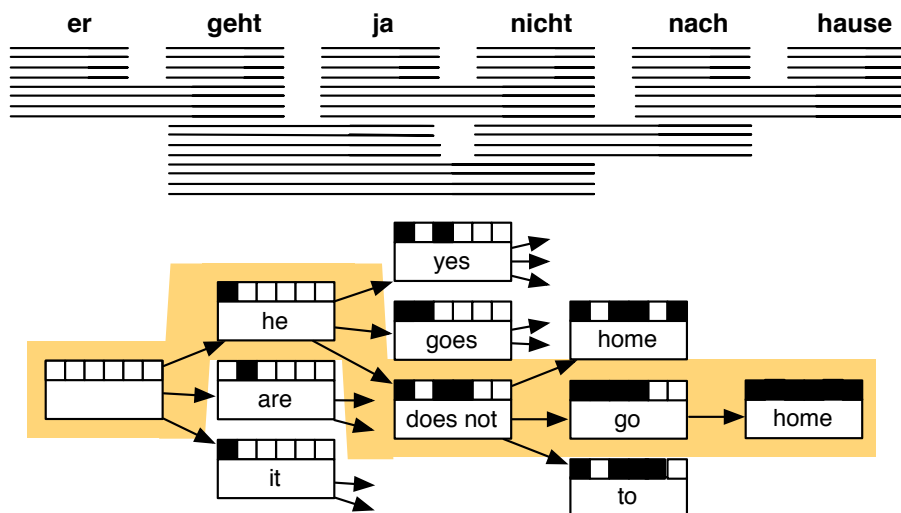 er geht ja nicht nach hause
yes
he
goes
home
are
does not
go
home
it
to